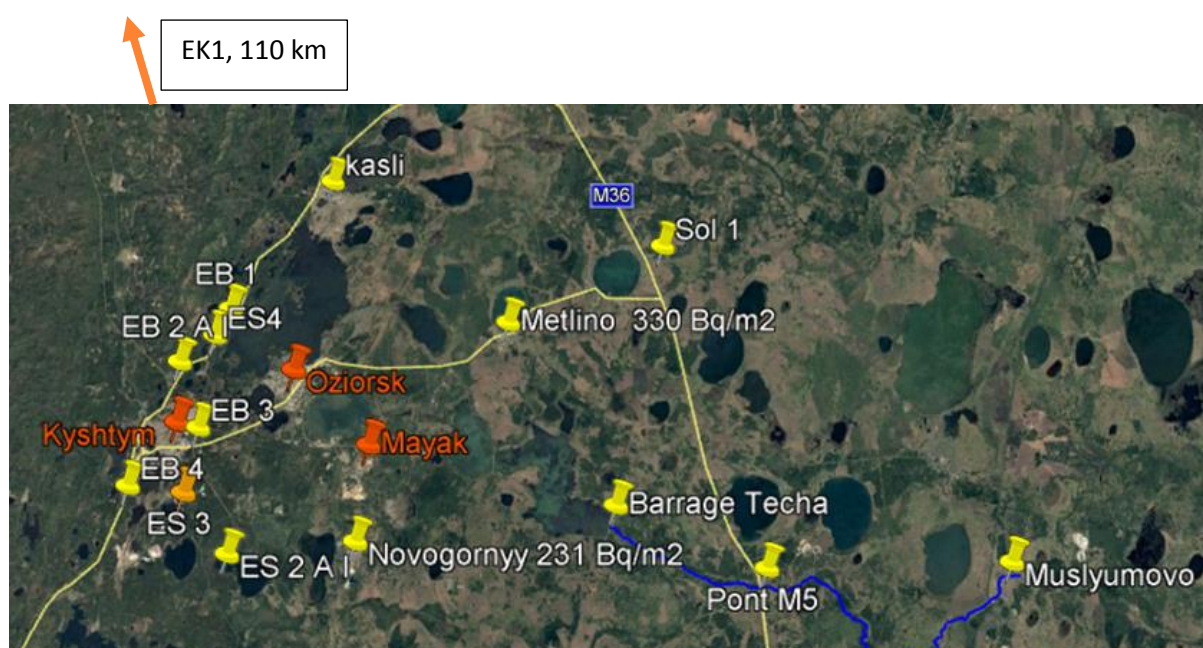 EK1, 110 km
kasli
M36
Sol 1
EB 1
EB 2 A I
ES4
Metlino 330 Bq/m2
Oziorsk
EB 3
Kyshtym
Mayak
EB 4
Barrage Techa
ES 3
Novogornyy 231 Bq/m2
ES 2 A I
Muslyumovo
Pont M5